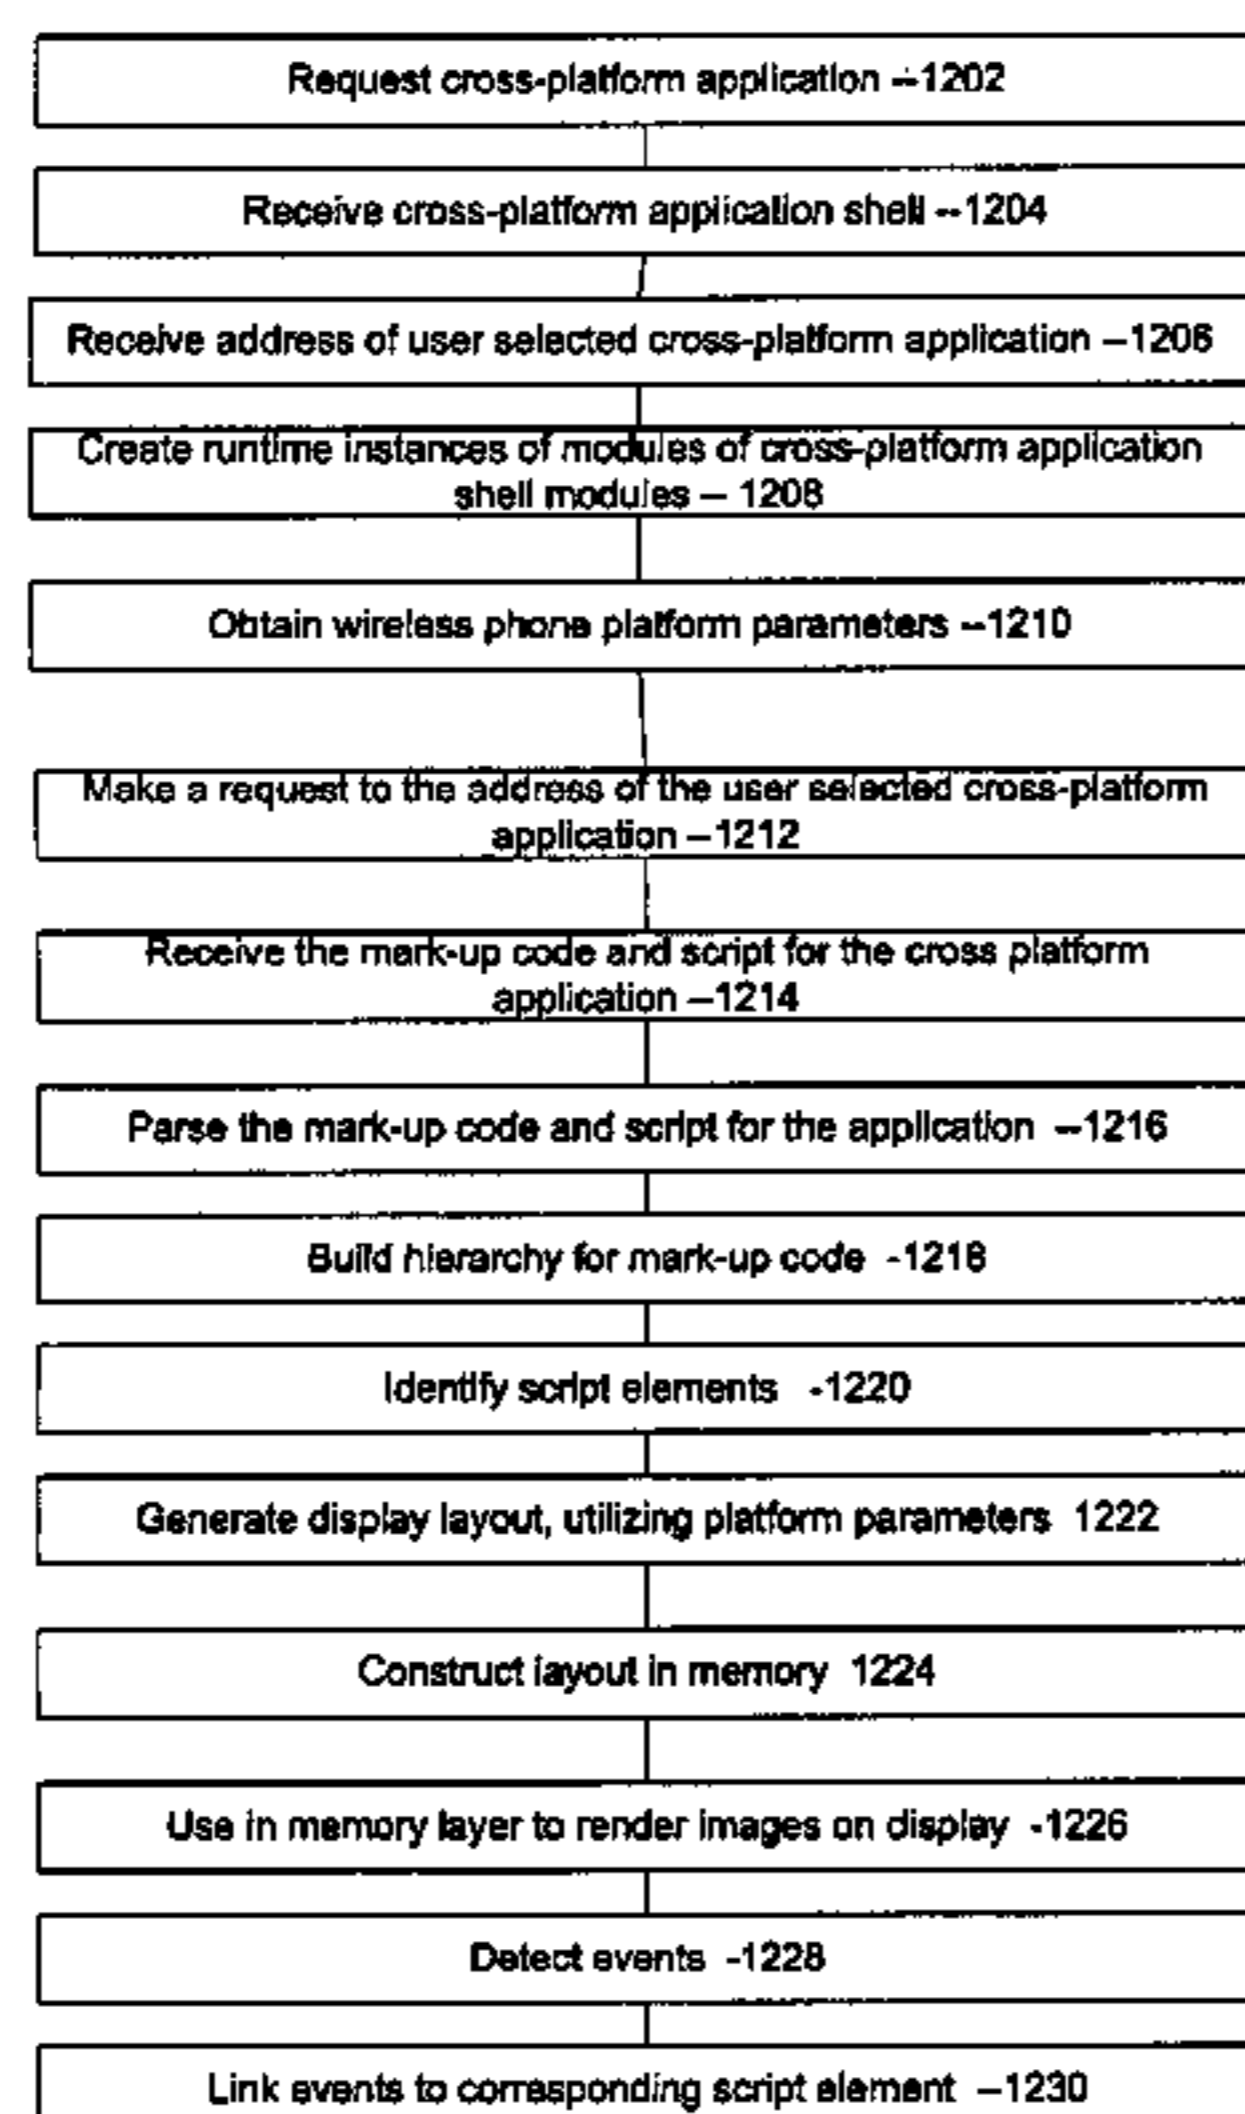 Request cross-platform application --1202
Receive cross-platform application shell --1204
Receive address of user selected cross-platform application --1206
Create runtime instances of modules of cross-platform application
shell modules -- 1208
Obtain wireless phone platform parameters --1210
Make a request to the address of the user selected cross-platform
application --1212
Receive the mark-up code and script for the cross platform
application --1214
Parse the mark-up code and script for the application --1216
Build hierarchy for mark-up code -1218
Identify script elements -1220
Generate display layout, utilizing platform parameters 1222
Construct layout in memory 1224
Use in memory layer to render images on display -1226
Detect events -1228
Link events to corresponding script element --1230